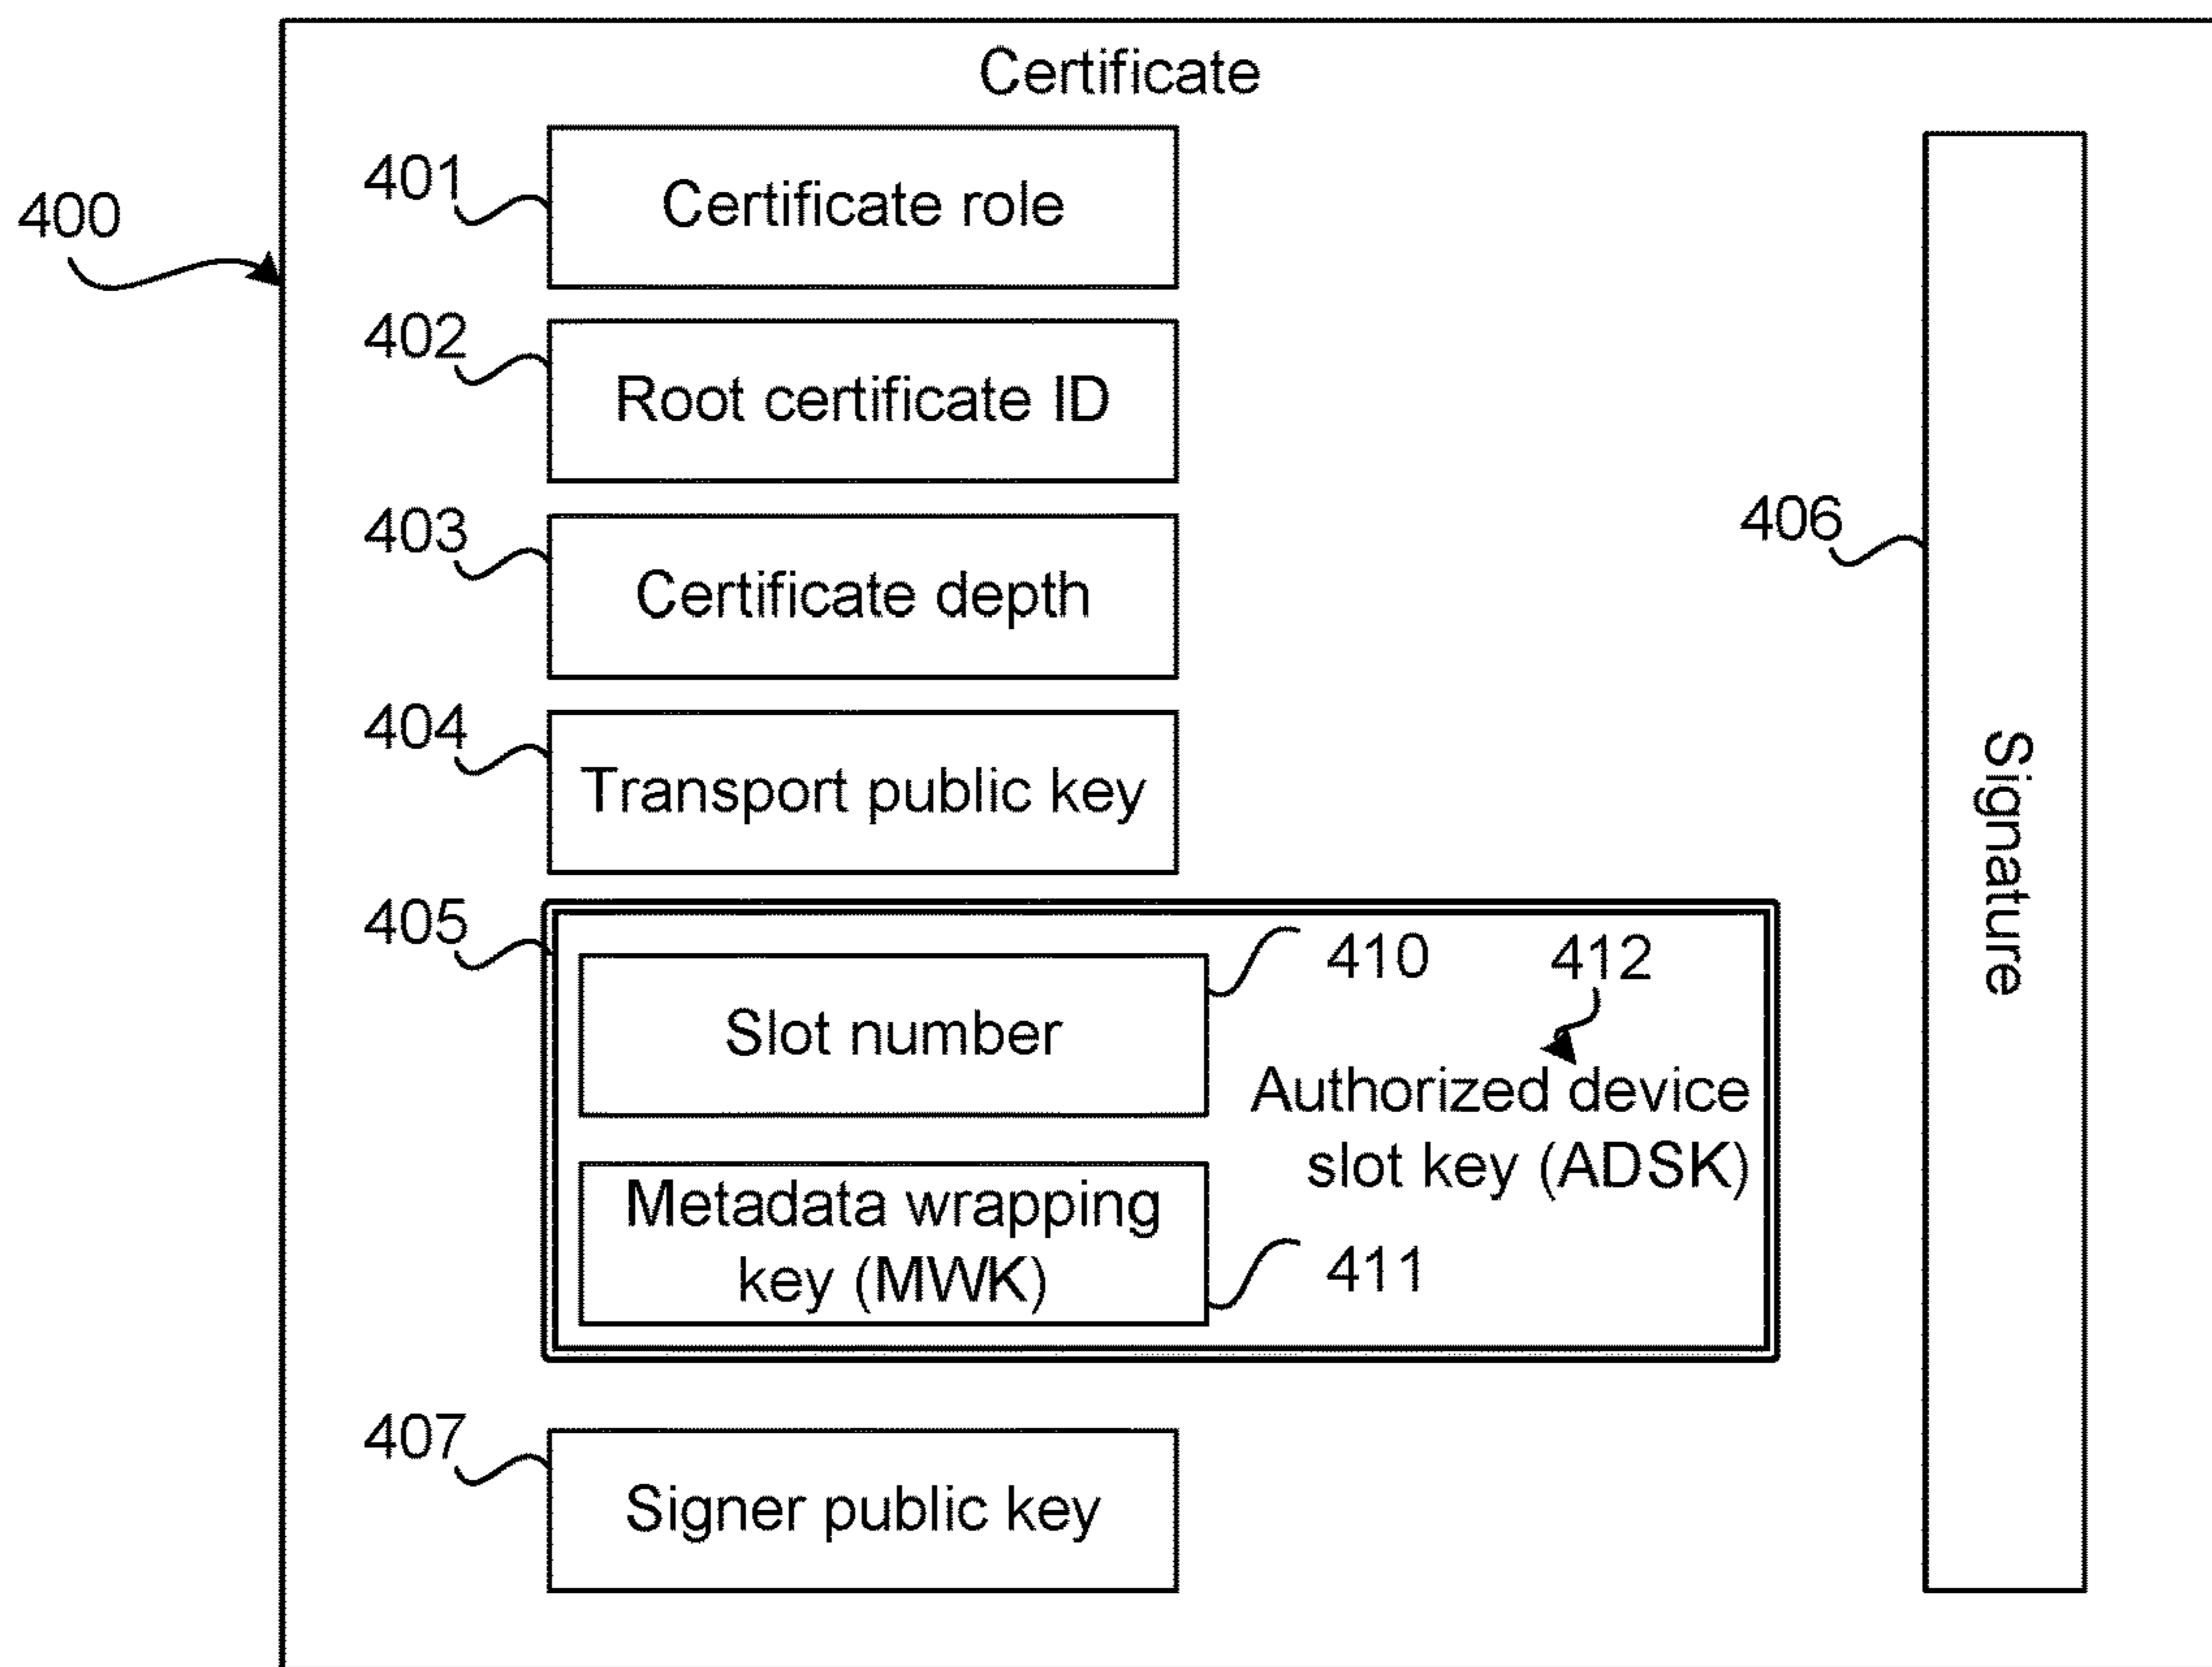 Certificate
400
401
Certificate role
402
Root certificate ID
403
Certificate depth
404
Transport public key
405
Slot number
410
412
Authorized device
slot key (ADSK)
Metadata wrapping
key (MWK)
411
407
Signer public key
406
Signature